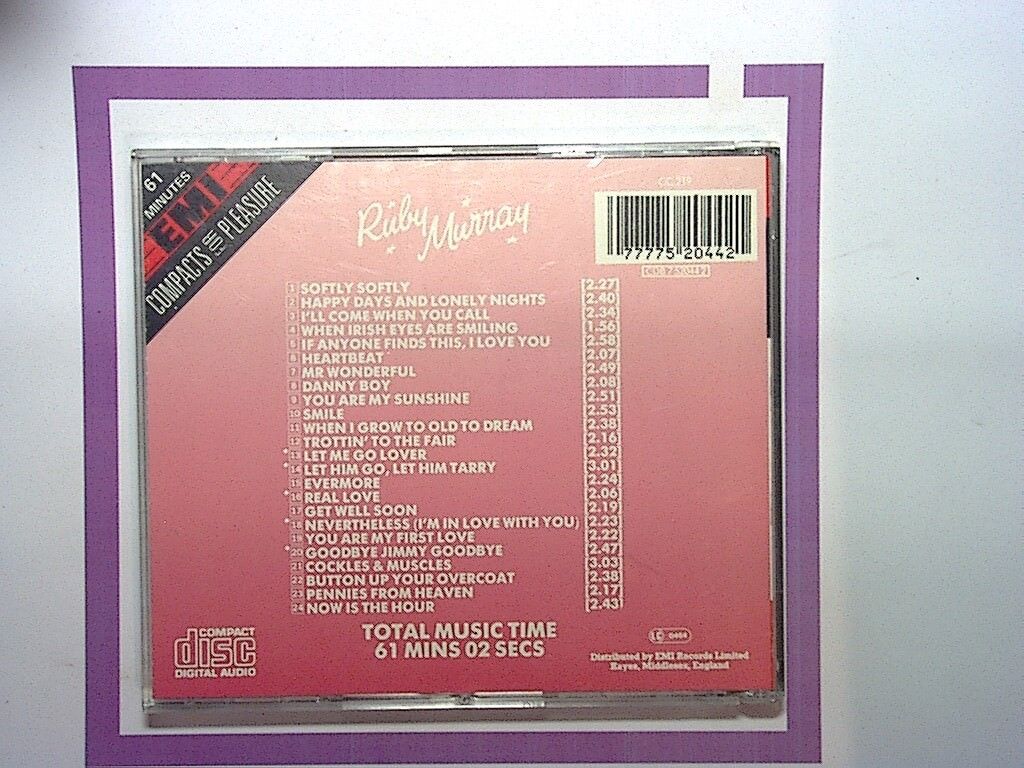 61
MINUTES
EMI
COMPACTS FOR PLEASURE
Ruby Murray
CC 219
77775 20442
CDB 7 52044 2
1 SOFTLY SOFTLY [2.27]
2 HAPPY DAYS AND LONELY NIGHTS [2.40]
3 I'LL COME WHEN YOU CALL [2.34]
4 WHEN IRISH EYES ARE SMILING [1.56]
5 IF ANYONE FINDS THIS, I LOVE YOU [2.58]
6 HEARTBEAT [2.07]
7 MR WONDERFUL [2.49]
8 DANNY BOY [2.08]
9 YOU ARE MY SUNSHINE [2.51]
10 SMILE [2.53]
11 WHEN I GROW TO OLD TO DREAM [2.38]
12 TROTTIN' TO THE FAIR [2.16]
*13 LET ME GO LOVER [2.32]
*14 LET HIM GO, LET HIM TARRY [3.01]
15 EVERMORE [2.24]
*16 REAL LOVE [2.06]
17 GET WELL SOON [2.19]
*18 NEVERTHELESS (I'M IN LOVE WITH YOU) [2.23]
19 YOU ARE MY FIRST LOVE [2.22]
*20 GOODBYE JIMMY GOODBYE [2.47]
21 COCKLES & MUSCLES [3.03]
22 BUTTON UP YOUR OVERCOAT [2.38]
23 PENNIES FROM HEAVEN [2.17]
24 NOW IS THE HOUR [2.43]
COMPACT
disc
DIGITAL AUDIO
TOTAL MUSIC TIME
61 MINS 02 SECS
LC 0464
Distributed by EMI Records Limited
Hayes, Middlesex, England